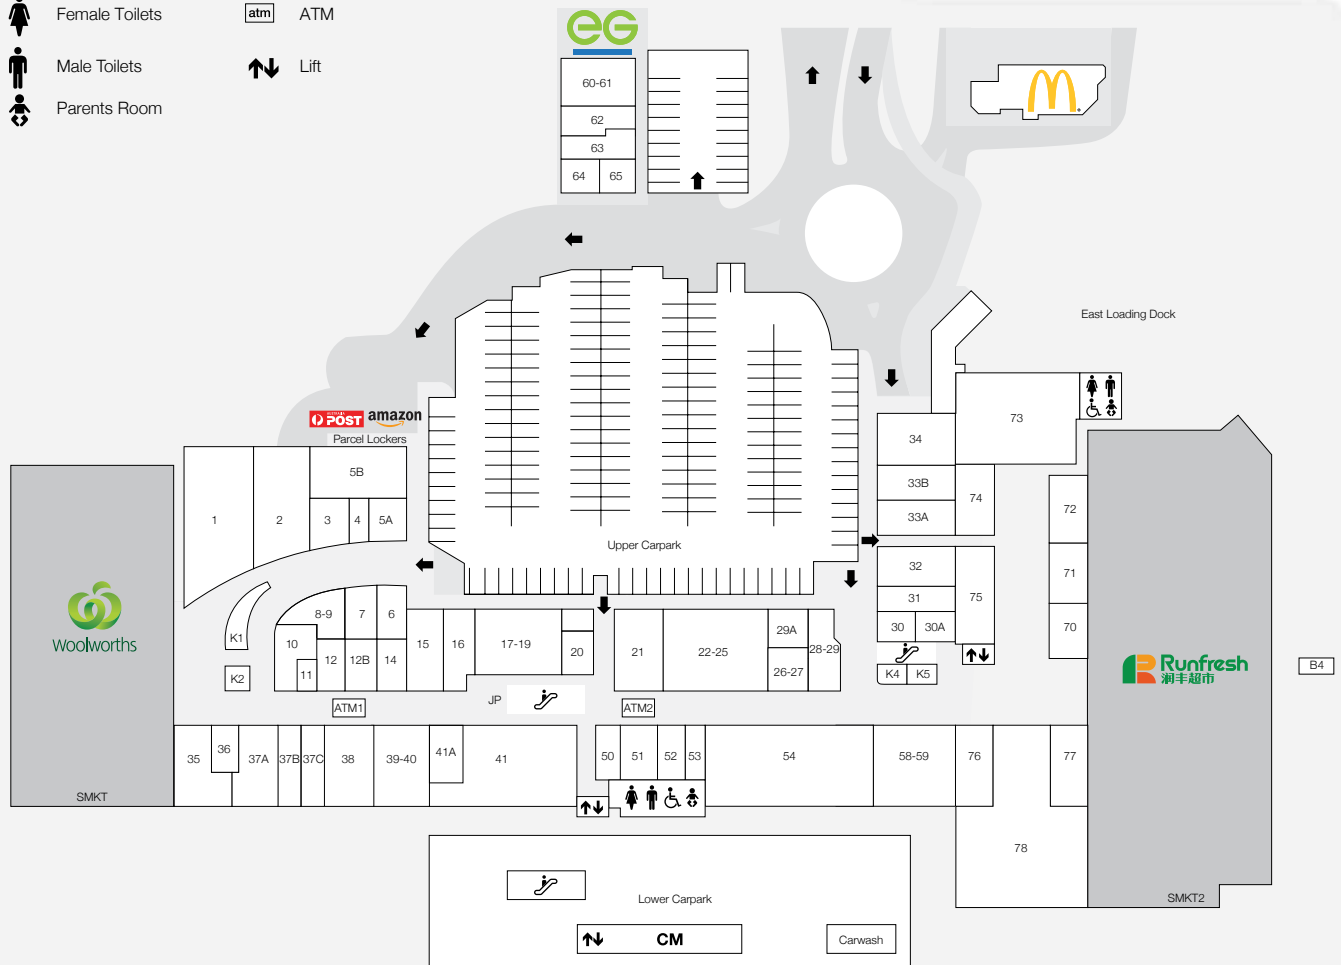 Female Toilets
atm ATM
Male Toilets
Lift
Parents Room
eG
60-61
62
63
64
65
East Loading Dock
AUSTRALIA
POST
amazon
Parcel Lockers
1
2
5B
3
4
5A
Upper Carpark
34
33B
33A
32
31
30
30A
73
74
75
72
71
70
K4
K5
Woolworths
SMKT
K1
K2
8-9
7
6
10
11
12
12B
14
15
16
17-19
20
21
22-25
29A
26-27
28-29
ATM1
JP
ATM2
35
36
37A
37B
37C
38
39-40
41A
41
50
51
52
53
54
58-59
76
77
78
Runfresh
润丰超市
SMKT2
B4
Lower Carpark
CM
Carwash